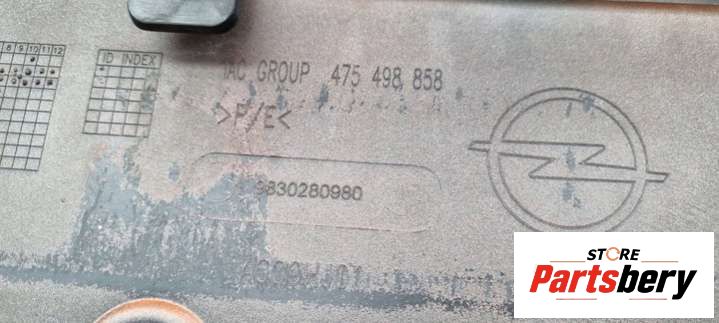 8 9 10 11 12
ID INDEX
IAC GROUP 475 498 858
>P/E<
9830280980
STORE
Partsbery